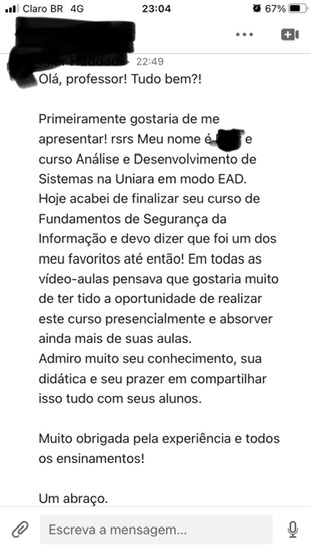 Claro BR 4G
23:04
67%
22:49
Olá, professor! Tudo bem?!
Primeiramente gostaria de me
apresentar! rsrs Meu nome é e
curso Análise e Desenvolvimento de
Sistemas na Uniara em modo EAD.
Hoje acabei de finalizar seu curso de
Fundamentos de Segurança da
Informação e devo dizer que foi um dos
meu favoritos até então! Em todas as
vídeo-aulas pensava que gostaria muito
de ter tido a oportunidade de realizar
este curso presencialmente e absorver
ainda mais de suas aulas.
Admiro muito seu conhecimento, sua
didática e seu prazer em compartilhar
isso tudo com seus alunos.
Muito obrigada pela experiência e todos
os ensinamentos!
Um abraço.
Escreva a mensagem...